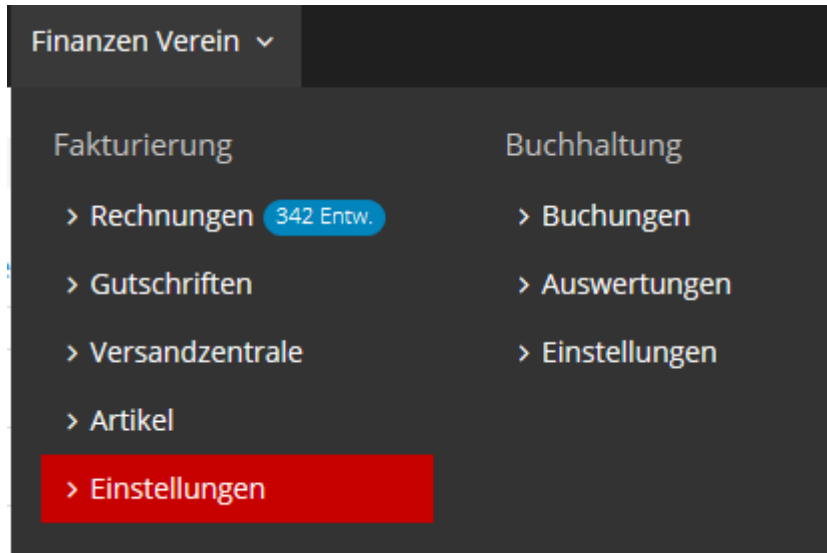 Finanzen Verein
Fakturierung
Rechnungen 342 Entw.
Gutschriften
Versandzentrale
Artikel
Einstellungen
Buchhaltung
Buchungen
Auswertungen
Einstellungen